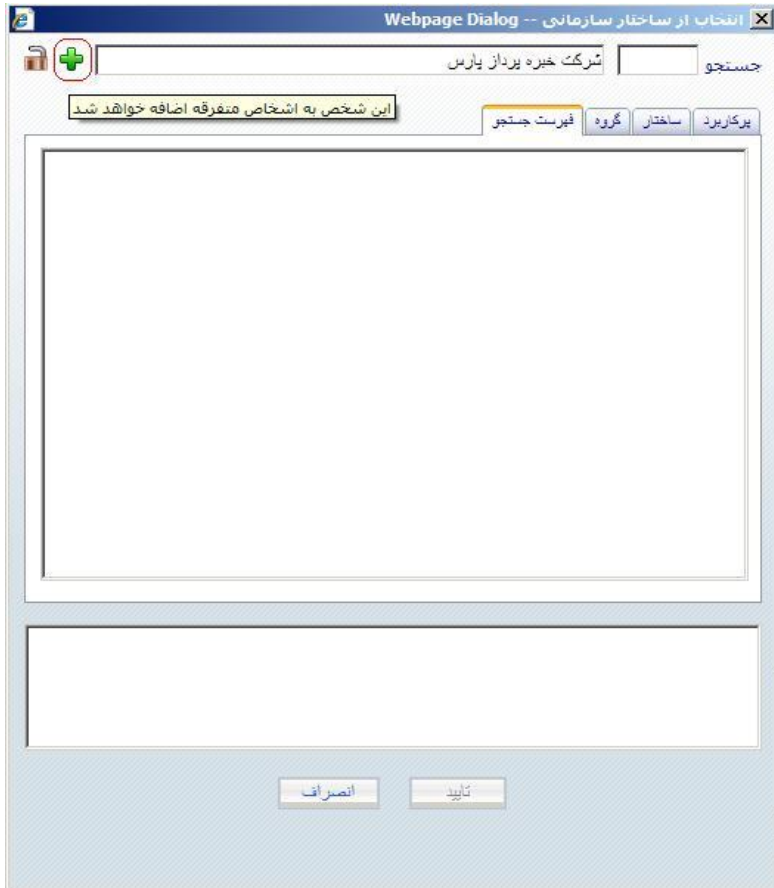 انتخاب از ساختار سازمانی -- Webpage Dialog
جستجو شرکت خبره پرداز پارس
این شخص به اشخاص متفرقه اضافه خواهد شد
پرکاربرد ساختار گروه فهرست جستجو
تایید انصراف